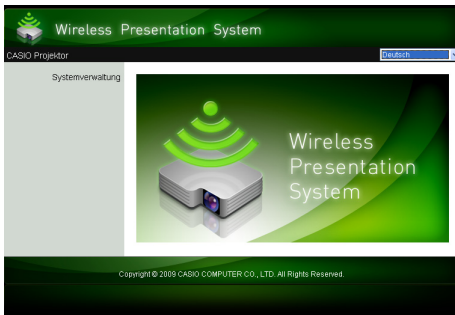 Wireless Presentation System
CASIO Projektor
Deutsch
Systemverwaltung
Wireless
Presentation
System
Copyright © 2009 CASIO COMPUTER CO., LTD. All Rights Reserved.